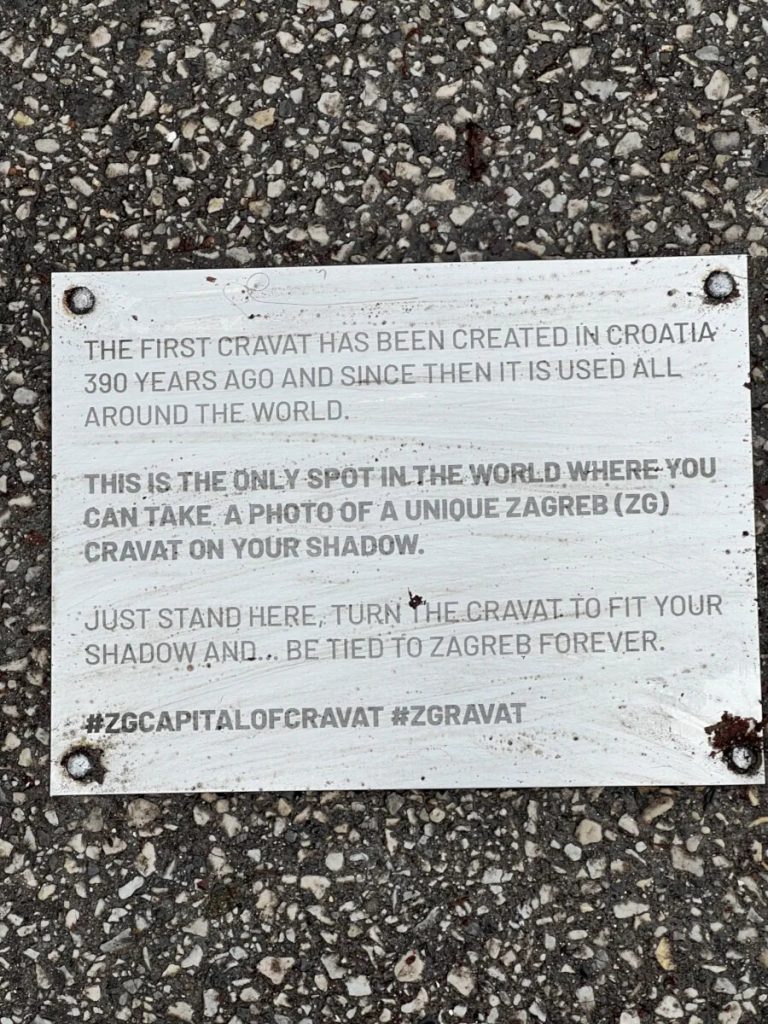 THE FIRST CRAVAT HAS BEEN CREATED IN CROATIA
390 YEARS AGO AND SINCE THEN IT IS USED ALL
AROUND THE WORLD.
THIS IS THE ONLY SPOT IN THE WORLD WHERE YOU
CAN TAKE A PHOTO OF A UNIQUE ZAGREB (ZG)
CRAVAT ON YOUR SHADOW.
JUST STAND HERE, TURN THE CRAVAT TO FIT YOUR
SHADOW AND... BE TIED TO ZAGREB FOREVER.
#ZGCAPITALOFCRAVAT #ZGRAVAT